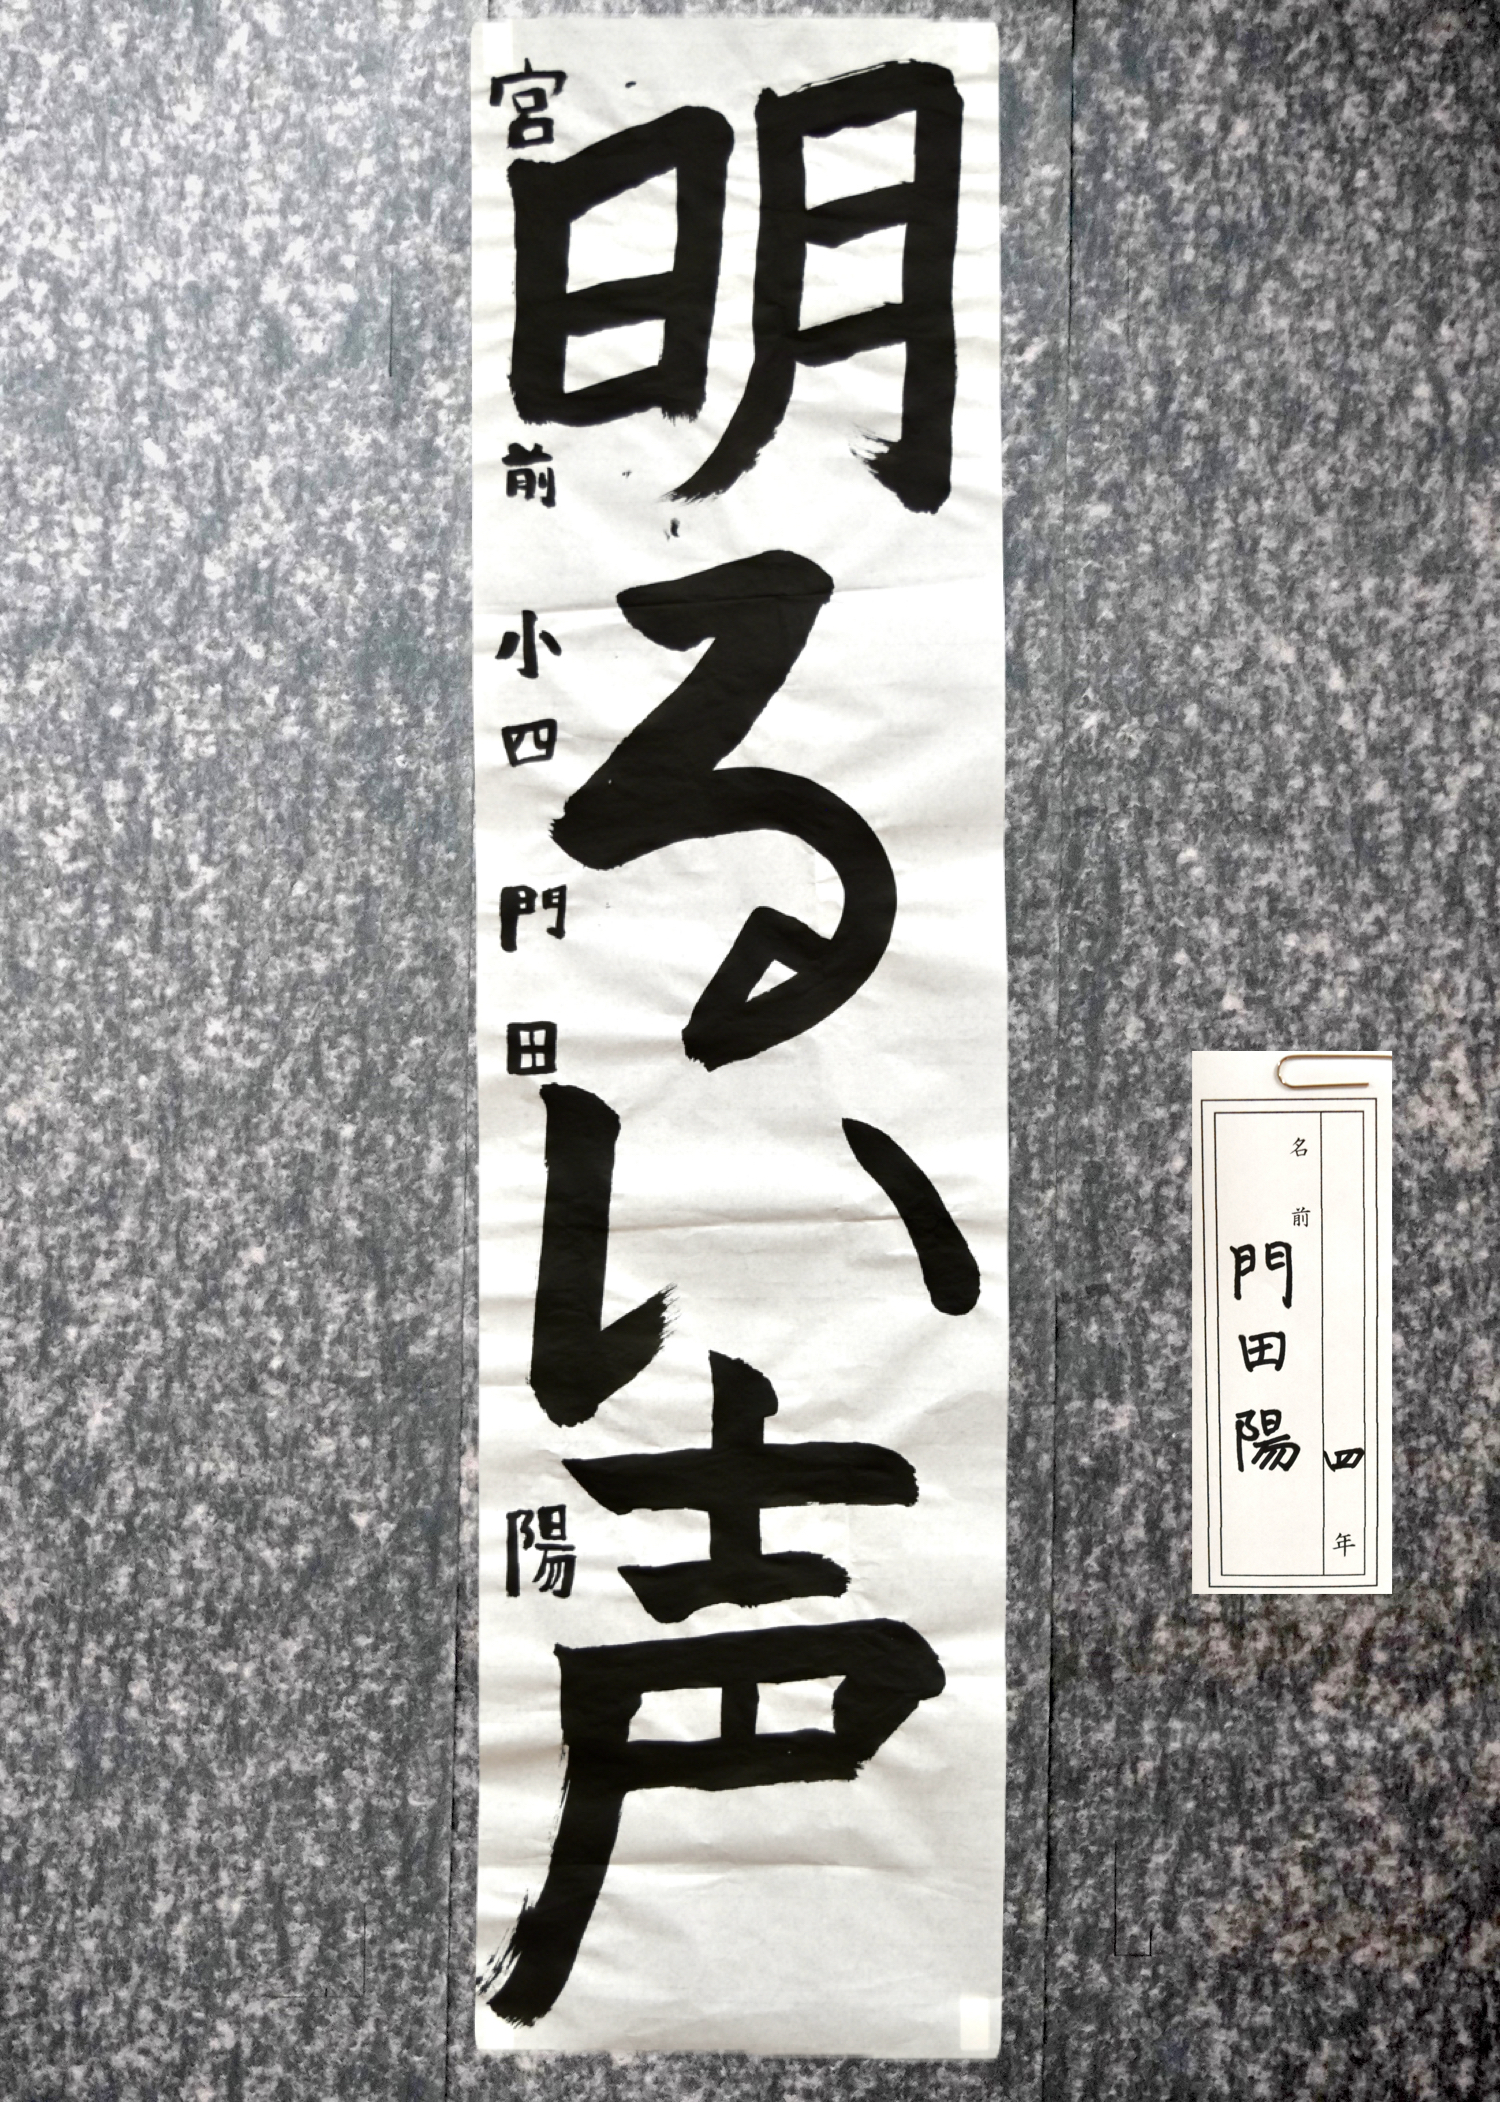 明るい声
宮前小四門田陽
四年
名前
門田陽